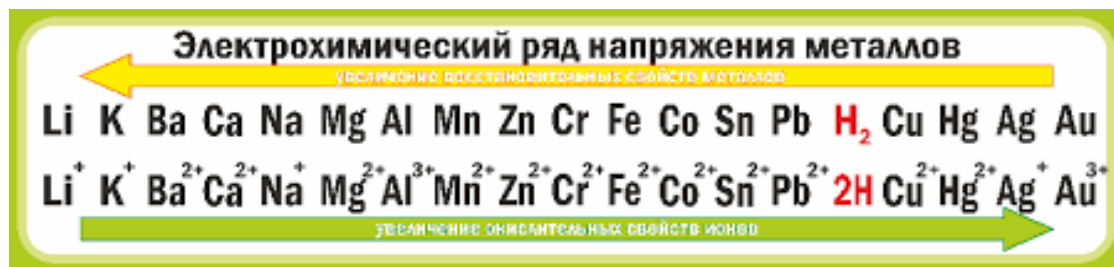 Электрохимический ряд напряжения металлов
увеличение восстановительных свойств металлов
Li K Ba Ca Na Mg Al Mn Zn Cr Fe Co Sn Pb H₂ Cu Hg Ag Au
Li⁺ K⁺ Ba²⁺ Ca²⁺ Na⁺ Mg²⁺ Al³⁺ Mn²⁺ Zn²⁺ Cr²⁺ Fe²⁺ Co²⁺ Sn²⁺ Pb²⁺ 2H Cu²⁺ Hg²⁺ Ag⁺ Au³⁺
увеличение окислительных свойств ионов